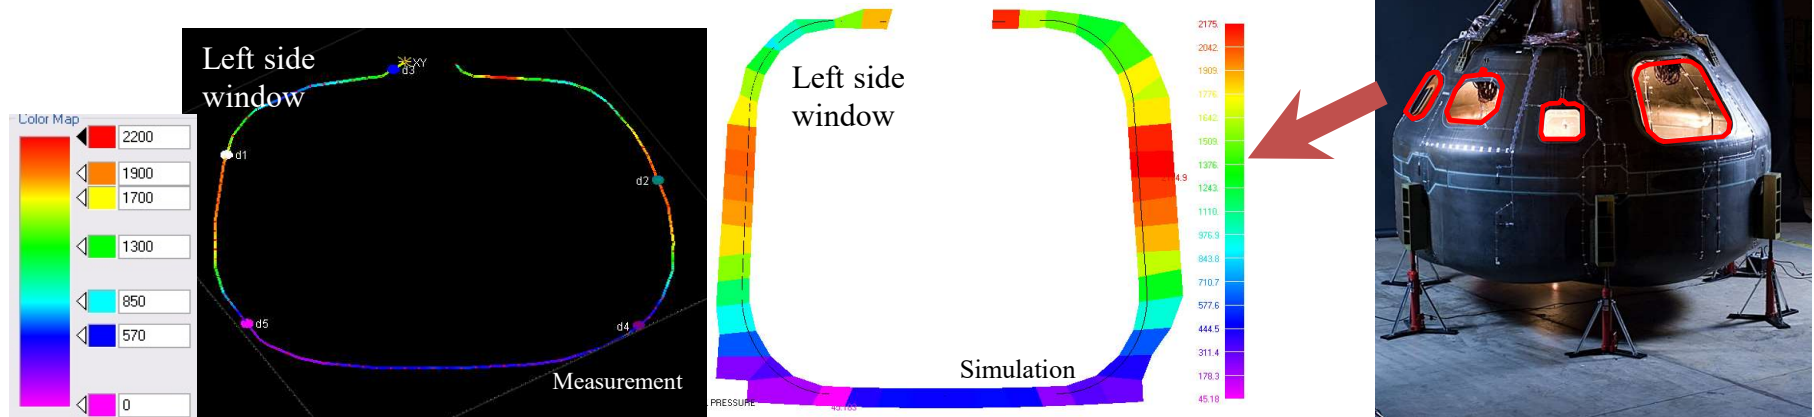 Color Map
2200
1900
1700
1300
850
570
0
Left side
window
XY
d3
d1
d2
d5
d4
Measurement
Left side
window
Simulation
PRESSURE
2175.
2042.
1909
1776
1642.
1509.
1376
1243.
1110.
976.9
843.8
710.7
577.6
444.5
311.4
178.3
45.18